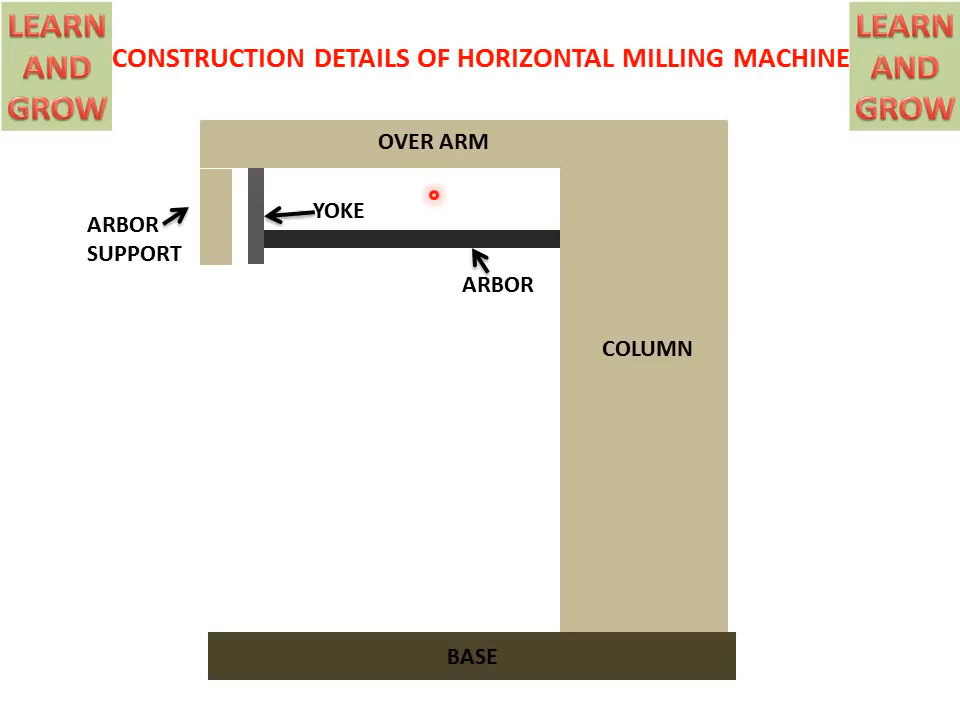 LEARN
AND
GROW
CONSTRUCTION DETAILS OF HORIZONTAL MILLING MACHINE
LEARN
AND
GROW
OVER ARM
YOKE
ARBOR
SUPPORT
ARBOR
COLUMN
BASE